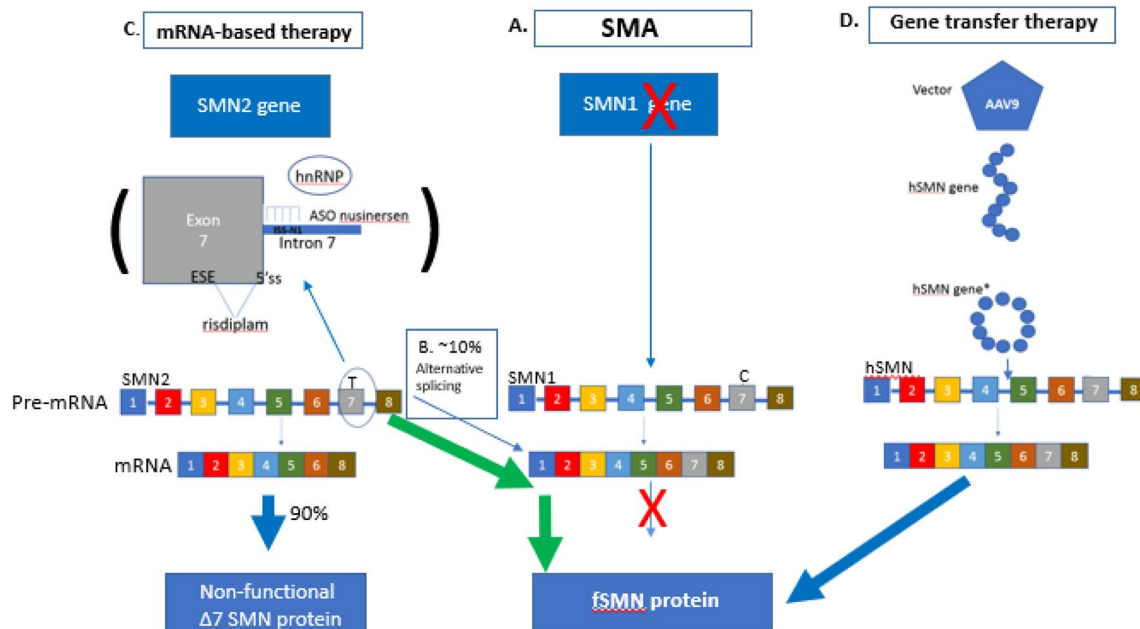 C.
mRNA-based therapy
SMN2 gene
hnRNP
Exon
7
ASO nusinersen
ISS-N1
Intron 7
ESE
5'ss
risdiplam
SMN2
T
Pre-mRNA
1 2 3 4 5 6 7 8
mRNA
1 2 3 4 5 6 8
90%
Non-functional
Δ7 SMN protein
B. ~10%
Alternative
splicing
A.
SMA
SMN1 gene
X
SMN1
C
1 2 3 4 5 6 7 8
1 2 3 4 5 6 7 8
X
fSMN protein
D.
Gene transfer therapy
Vector
AAV9
hSMN gene
hSMN gene*
hSMN
1 2 3 4 5 6 7 8
1 2 3 4 5 6 7 8